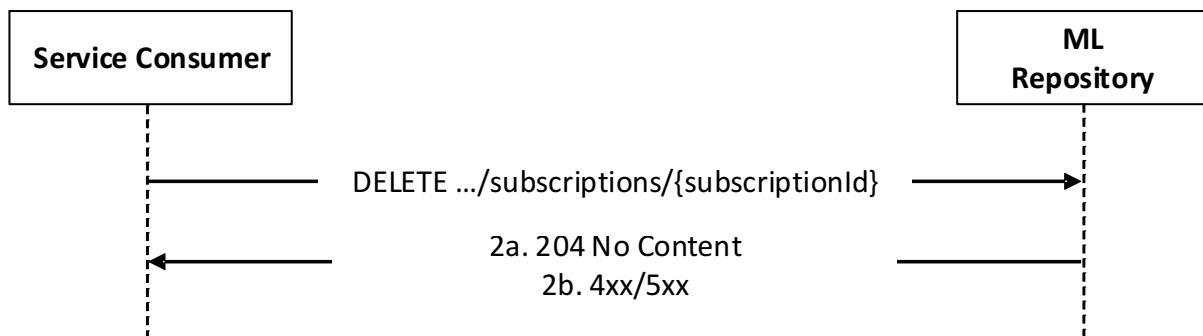 Service Consumer
ML
Repository
DELETE …/subscriptions/{subscriptionId}
2a. 204 No Content
2b. 4xx/5xx